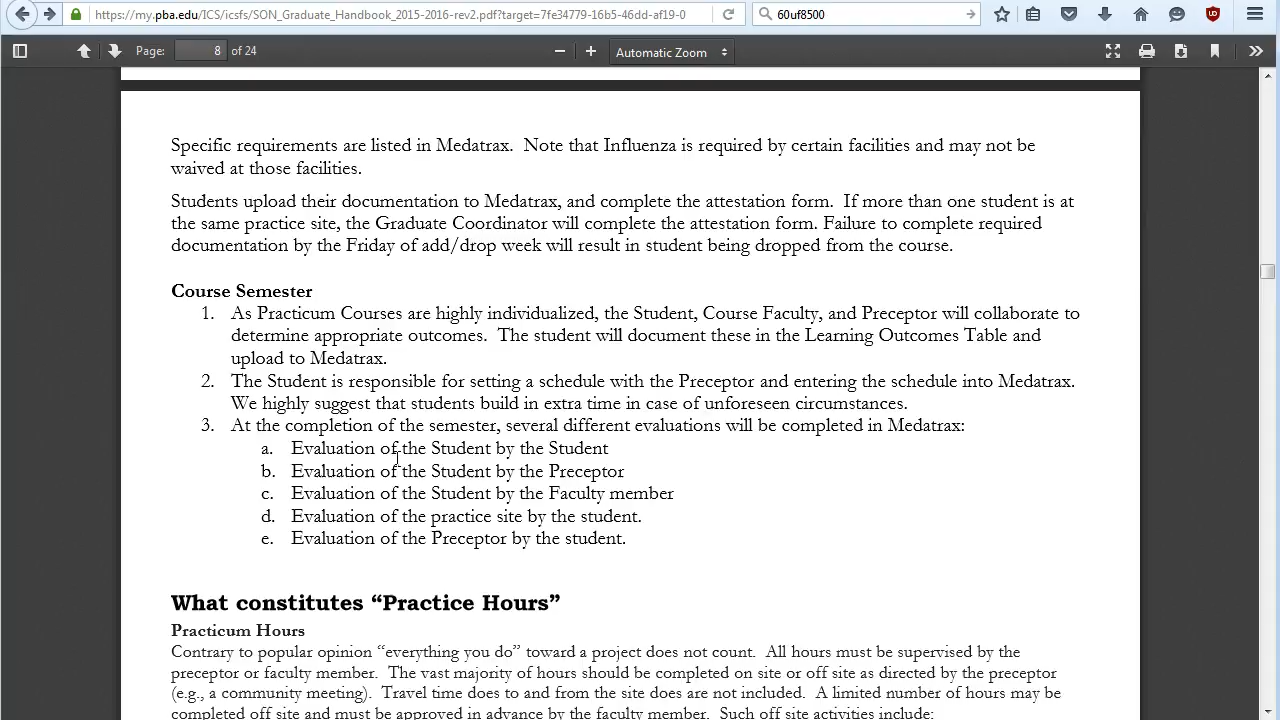 https://my.pba.edu/ICS/icsfs/SON_Graduate_Handbook_2015-2016-rev2.pdf?target=7fe34779-16b5-46dd-af19-0
60uf8500
Page: 8 of 24
Automatic Zoom
Specific requirements are listed in Medatrax. Note that Influenza is required by certain facilities and may not be
waived at those facilities.
Students upload their documentation to Medatrax, and complete the attestation form. If more than one student is at
the same practice site, the Graduate Coordinator will complete the attestation form. Failure to complete required
documentation by the Friday of add/drop week will result in student being dropped from the course.
Course Semester
1. As Practicum Courses are highly individualized, the Student, Course Faculty, and Preceptor will collaborate to
determine appropriate outcomes. The student will document these in the Learning Outcomes Table and
upload to Medatrax.
2. The Student is responsible for setting a schedule with the Preceptor and entering the schedule into Medatrax.
We highly suggest that students build in extra time in case of unforeseen circumstances.
3. At the completion of the semester, several different evaluations will be completed in Medatrax:
a. Evaluation of the Student by the Student
b. Evaluation of the Student by the Preceptor
c. Evaluation of the Student by the Faculty member
d. Evaluation of the practice site by the student.
e. Evaluation of the Preceptor by the student.
What constitutes “Practice Hours”
Practicum Hours
Contrary to popular opinion “everything you do” toward a project does not count. All hours must be supervised by the
preceptor or faculty member. The vast majority of hours should be completed on site or off site as directed by the preceptor
(e.g., a community meeting). Travel time does to and from the site does are not included. A limited number of hours may be
completed off site and must be approved in advance by the faculty member. Such off site activities include: